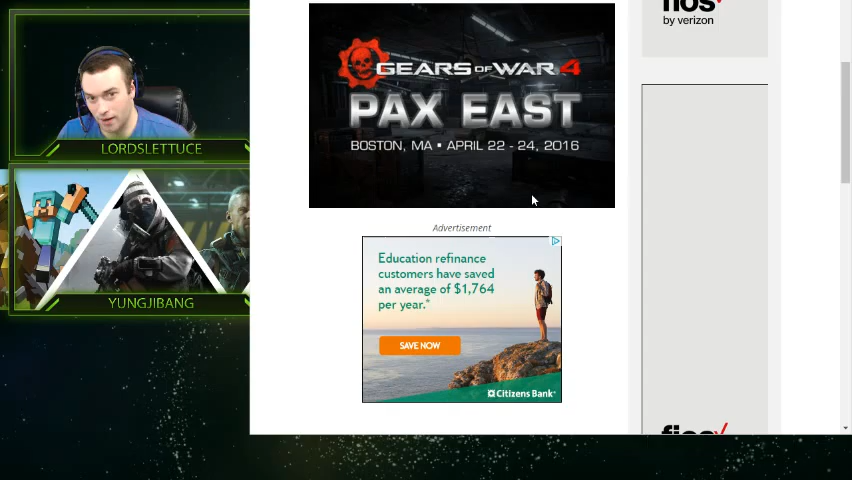 fios
by verizon
GEARS OF WAR 4
PAX EAST
BOSTON, MA ▪ APRIL 22 - 24, 2016
LORDSLETTUCE
Advertisement
Education refinance
customers have saved
an average of $1,764
per year.*
SAVE NOW
Citizens Bank®
YUNGJIBANG
fios